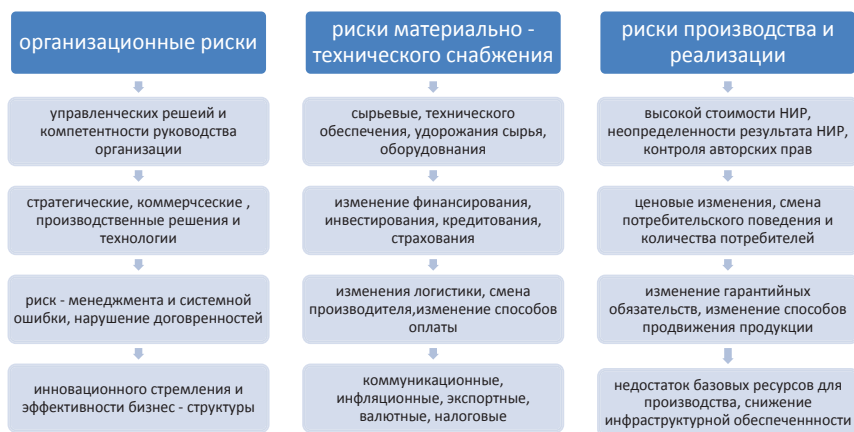 организационные риски
управленческих решеий и
компетентности руководства
организации
стратегические, коммерчсеские ,
производственные решения и
технологии
риск - менеджмента и системной
ошибки, нарушение договренностей
инновационного стремления и
эффективности бизнес - структуры
риски материально -
технического снабжения
сырьевые, технического
обеспечения, удорожания сырья,
оборудовнания
изменение финансирования,
инвестирования, кредитования,
страхования
изменения логистики, смена
производителя,изменение способов
оплаты
коммуникационные,
инфляционные, экспортные,
валютные, налоговые
риски производства и
реализации
высокой стоимости НИР,
неопределенности результата НИР,
контроля авторских прав
ценовые изменения, смена
потребительского поведения и
количества потребителей
изменение гарантийных
обязательств, изменение способов
продвижения продукции
недостаток базовых ресурсов для
производства, снижение
инфраструктурной обеспеченнности